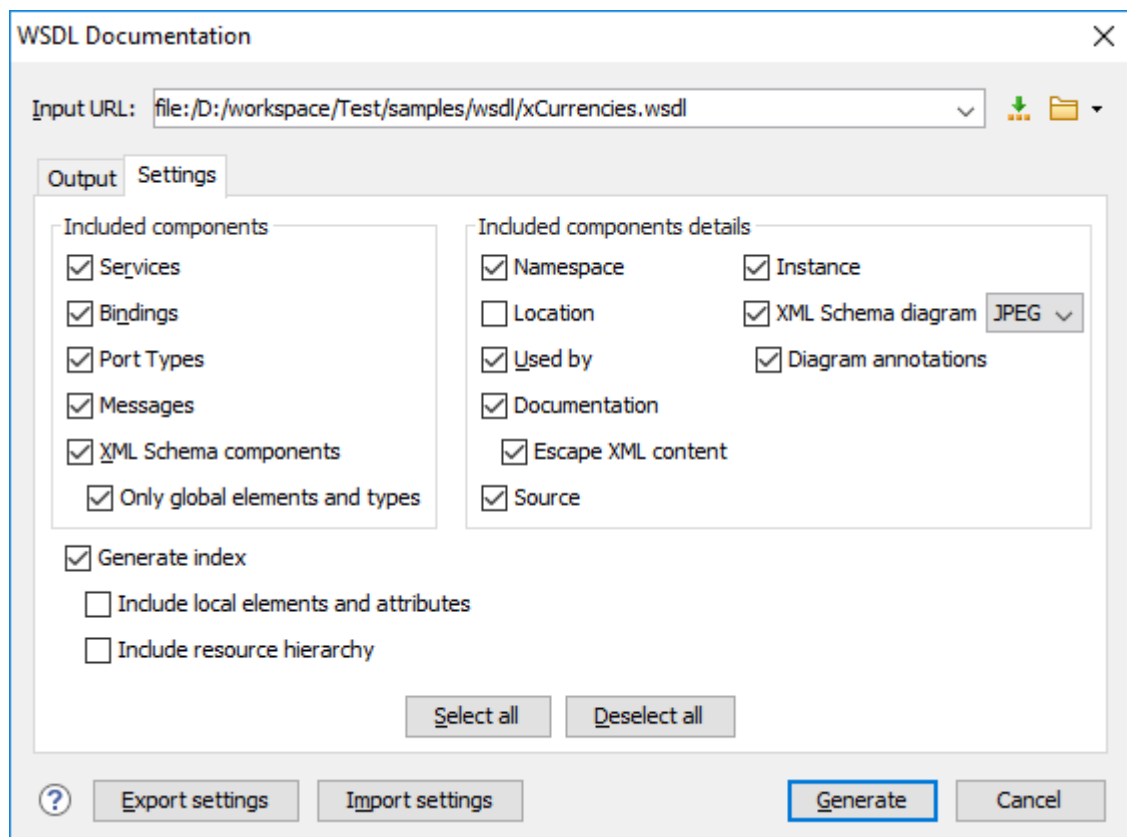 WSDL Documentation
Input URL: file:/D:/workspace/Test/samples/wsdl/xCurrencies.wsdl
Output Settings
Included components
Services
Bindings
Port Types
Messages
XML Schema components
Only global elements and types
Included components details
Namespace
Location
Used by
Documentation
Escape XML content
Source
Instance
XML Schema diagram JPEG
Diagram annotations
Generate index
Include local elements and attributes
Include resource hierarchy
Select all Deselect all
? Export settings Import settings Generate Cancel